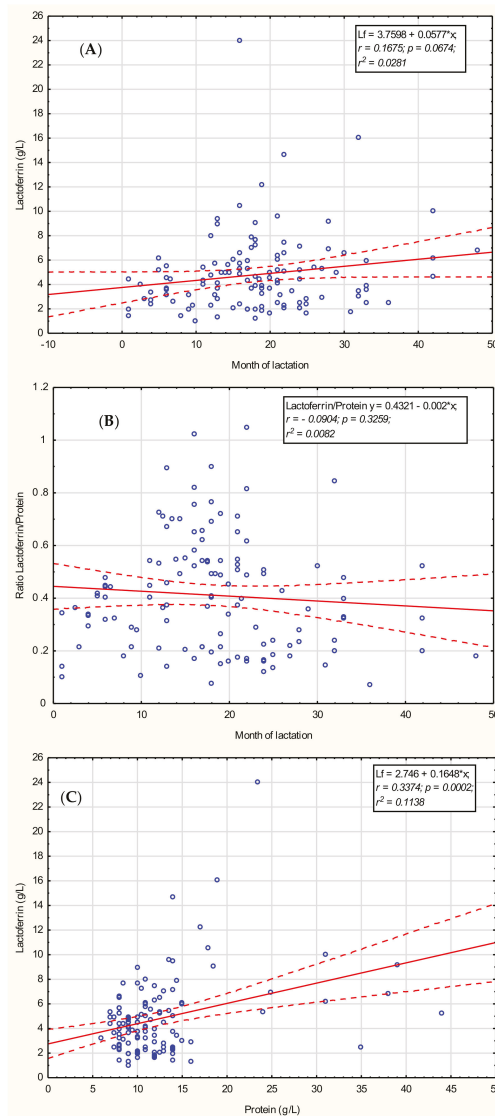 26
24
22
20
18
16
14
12
10
8
6
4
2
0
Lactoferrin (g/L)
(A)
Lf = 3.7598 + 0.0577*x;
r = 0.1675; p = 0.0674;
r² = 0.0281
-10 0 10 20 30 40 50
Month of lactation
1.2
1
0.8
0.6
0.4
0.2
0
Ratio Lactoferrin/Protein
(B)
Lactoferrin/Protein y = 0.4321 - 0.002*x;
r = - 0.0904; p = 0.3259;
r² = 0.0082
0 10 20 30 40 50
Month of lactation
26
24
22
20
18
16
14
12
10
8
6
4
2
0
Lactoferrin (g/L)
(C)
Lf = 2.746 + 0.1648*x;
r = 0.3374; p = 0.0002;
r² = 0.1138
0 5 10 15 20 25 30 35 40 45 50
Protein (g/L)